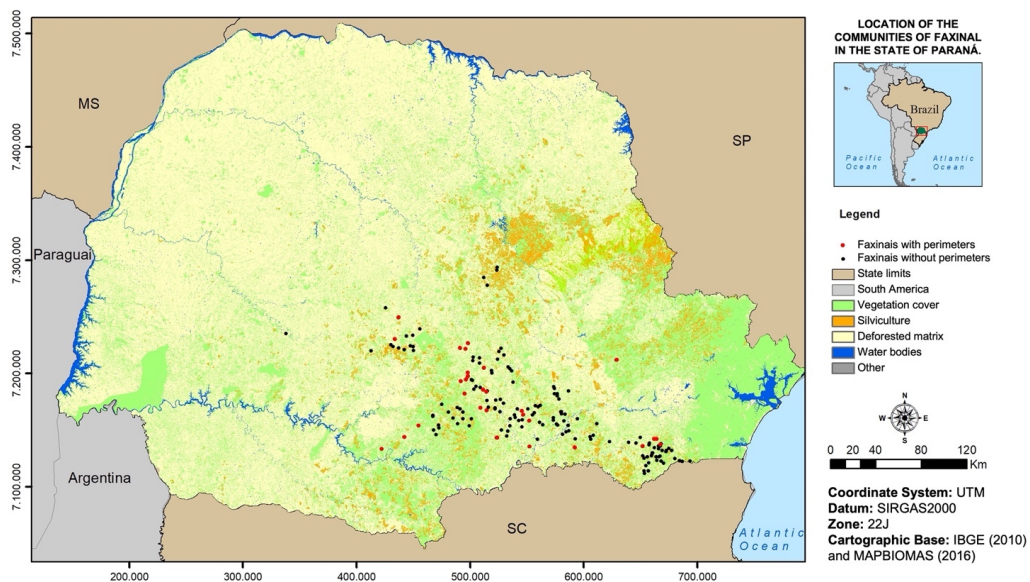 LOCATION OF THE
COMMUNITIES OF FAXINAL
IN THE STATE OF PARANÁ.
Brazil
Pacific
Ocean
Atlantic
Ocean
Legend
Faxinais with perimeters
Faxinais without perimeters
State limits
South America
Vegetation cover
Silviculture
Deforested matrix
Water bodies
Other
N
W
E
S
0 20 40 80 120
Km
Coordinate System: UTM
Datum: SIRGAS2000
Zone: 22J
Cartographic Base: IBGE (2010)
and MAPBIOMAS (2016)
MS
SP
Paraguai
Argentina
SC
Atlantic
Ocean
7.500.000
7.400.000
7.300.000
7.200.000
7.100.000
200.000
300.000
400.000
500.000
600.000
700.000